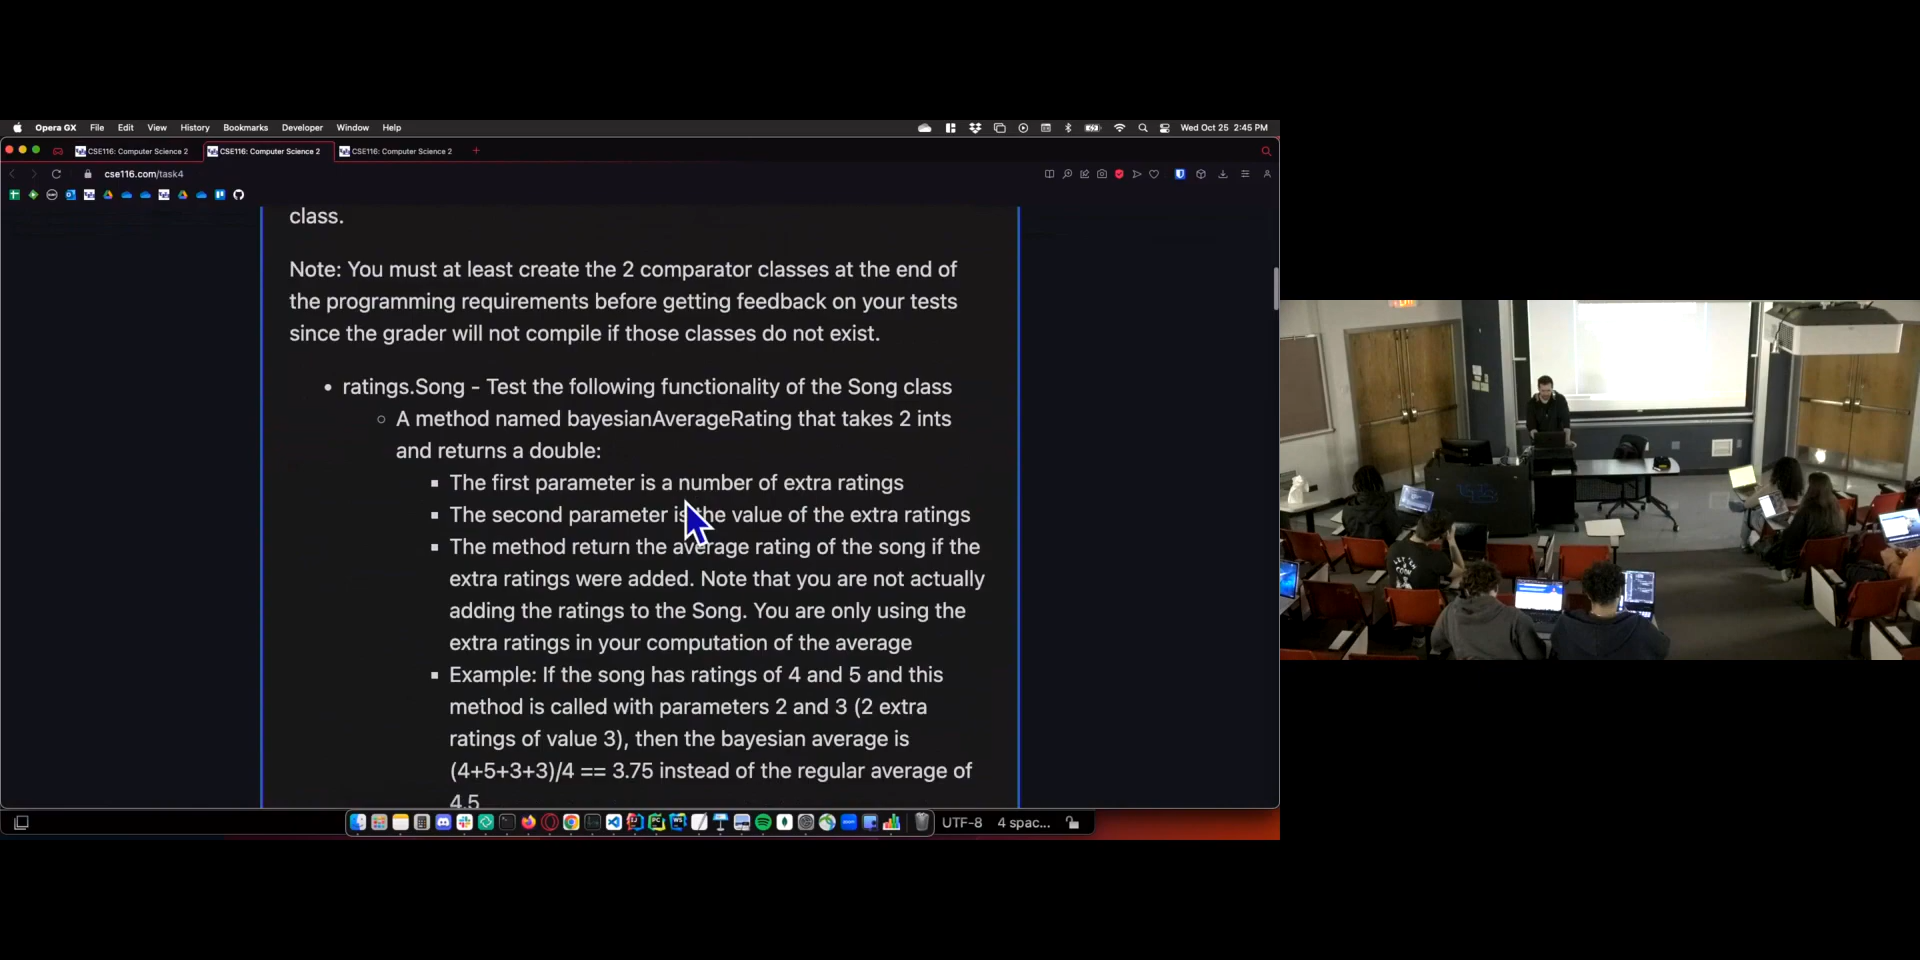 Opera GX File Edit View History Bookmarks Developer Window Help Wed Oct 25 2:45 PM
CSE116: Computer Science 2 CSE116: Computer Science 2 CSE116: Computer Science 2
cse116.com/task4
class.
Note: You must at least create the 2 comparator classes at the end of
the programming requirements before getting feedback on your tests
since the grader will not compile if those classes do not exist.
• ratings.Song - Test the following functionality of the Song class
○ A method named bayesianAverageRating that takes 2 ints
and returns a double:
▪ The first parameter is a number of extra ratings
▪ The second parameter is the value of the extra ratings
▪ The method return the average rating of the song if the
extra ratings were added. Note that you are not actually
adding the ratings to the Song. You are only using the
extra ratings in your computation of the average
▪ Example: If the song has ratings of 4 and 5 and this
method is called with parameters 2 and 3 (2 extra
ratings of value 3), then the bayesian average is
(4+5+3+3)/4 == 3.75 instead of the regular average of
4.5
UTF-8 4 spac...